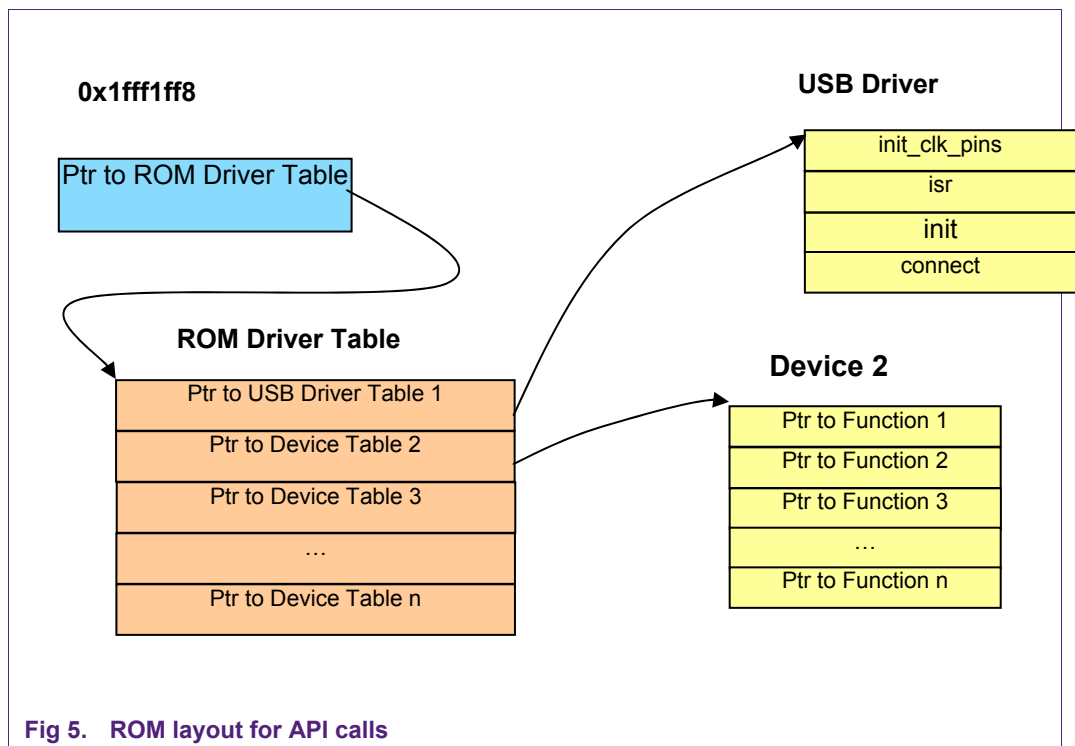 0x1fff1ff8
Ptr to ROM Driver Table
USB Driver
init_clk_pins
isr
init
connect
ROM Driver Table
Ptr to USB Driver Table 1
Ptr to Device Table 2
Ptr to Device Table 3
…
Ptr to Device Table n
Device 2
Ptr to Function 1
Ptr to Function 2
Ptr to Function 3
…
Ptr to Function n
Fig 5. ROM layout for API calls